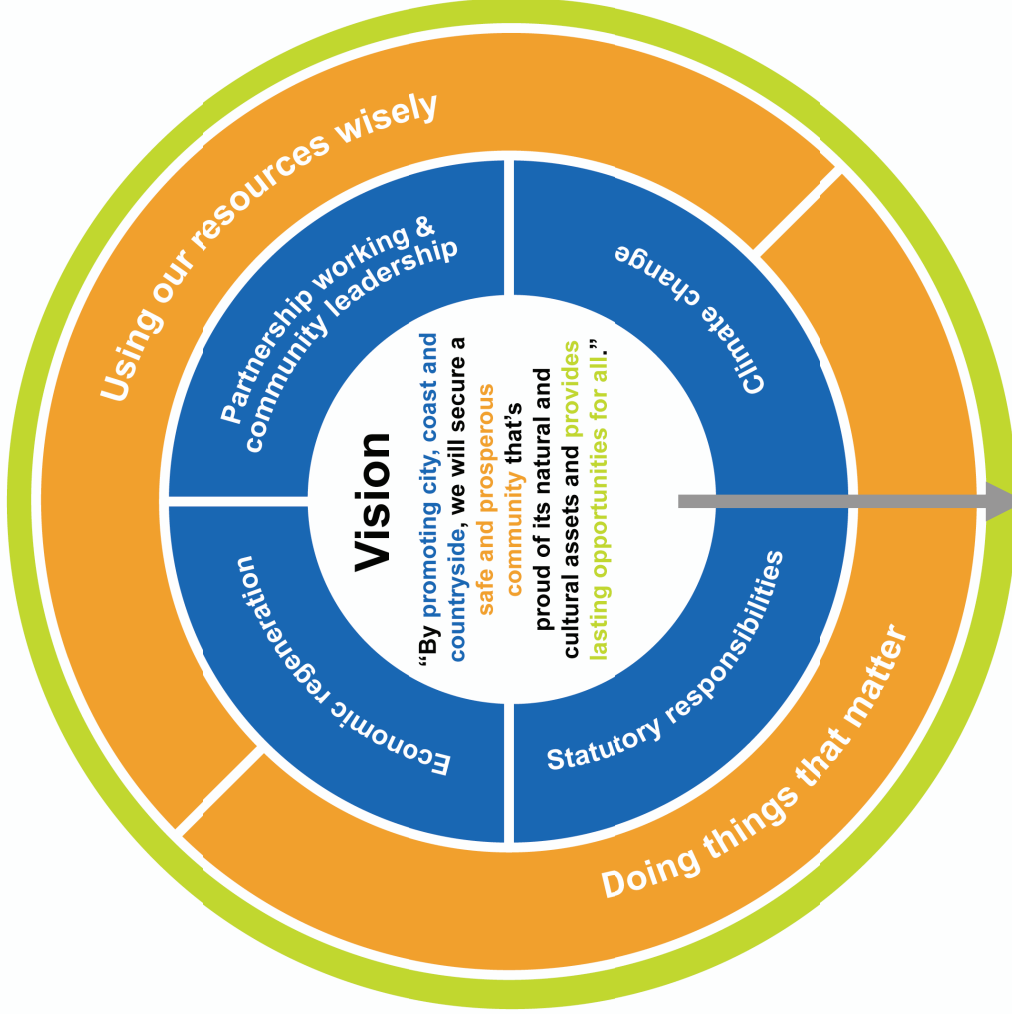 Vision
“By promoting city, coast and
countryside, we will secure a
safe and prosperous
community that’s
proud of its natural and
cultural assets and provides
lasting opportunities for all.”
Partnership working &
community leadership
Climate change
Statutory responsibilities
Economic regeneration
Using our resources wisely
Doing things that matter